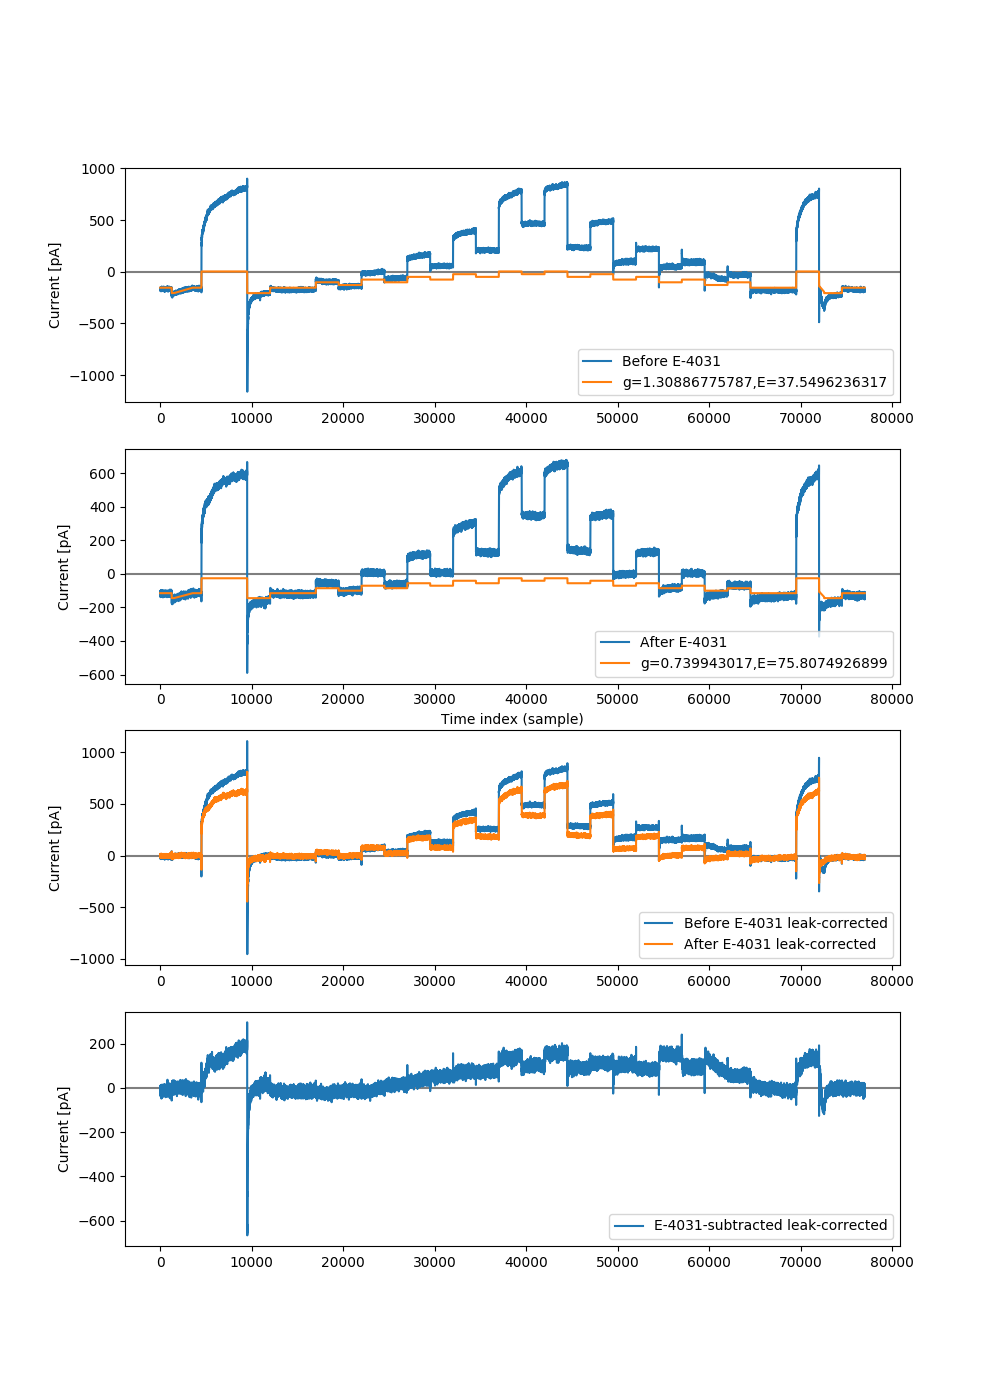 1000
500
0
−500
−1000
Current [pA]
Before E-4031
g=1.30886775787,E=37.5496236317
0 10000 20000 30000 40000 50000 60000 70000 80000
600
400
200
0
−200
−400
−600
Current [pA]
After E-4031
g=0.739943017,E=75.8074926899
0 10000 20000 30000 40000 50000 60000 70000 80000
Time index (sample)
1000
500
0
−500
−1000
Current [pA]
Before E-4031 leak-corrected
After E-4031 leak-corrected
0 10000 20000 30000 40000 50000 60000 70000 80000
200
0
−200
−400
−600
Current [pA]
E-4031-subtracted leak-corrected
0 10000 20000 30000 40000 50000 60000 70000 80000